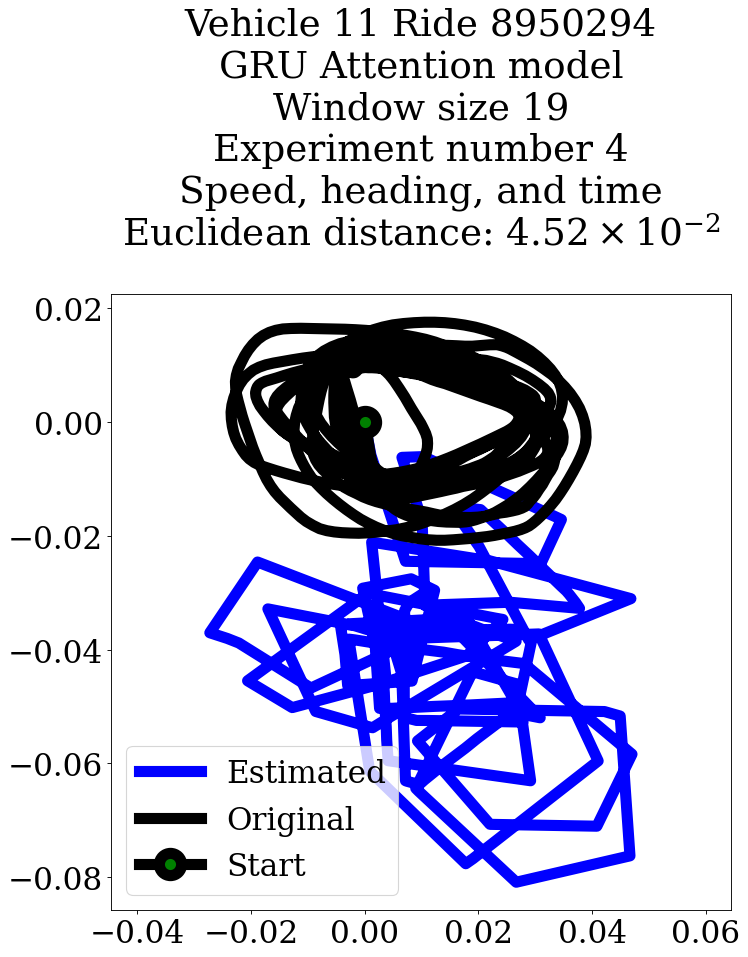 Vehicle 11 Ride 8950294
GRU Attention model
Window size 19
Experiment number 4
Speed, heading, and time
Euclidean distance: 4.52 × 10⁻²
0.02
0.00
−0.02
−0.04
−0.06
−0.08
Estimated
Original
Start
−0.04 −0.02 0.00 0.02 0.04 0.06